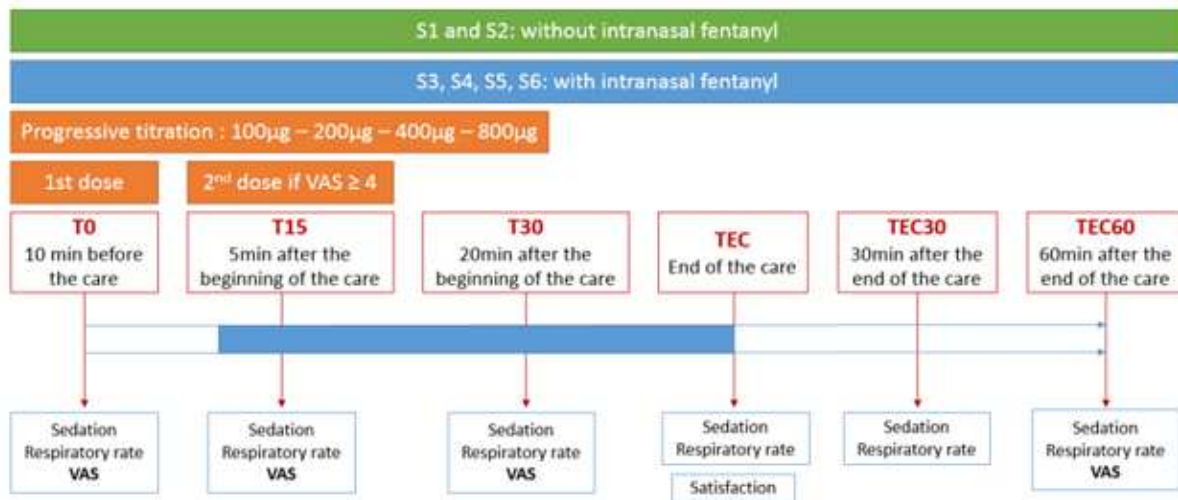 S1 and S2: without intranasal fentanyl
S3, S4, S5, S6: with intranasal fentanyl
Progressive titration : 100µg – 200µg – 400µg – 800µg
1st dose
2nd dose if VAS ≥ 4
T0
10 min before
the care
T15
5min after the
beginning of the care
T30
20min after the
beginning of the care
TEC
End of the care
TEC30
30min after the
end of the care
TEC60
60min after the
end of the care
Sedation
Respiratory rate
VAS
Sedation
Respiratory rate
VAS
Sedation
Respiratory rate
VAS
Sedation
Respiratory rate
Satisfaction
Sedation
Respiratory rate
Sedation
Respiratory rate
VAS